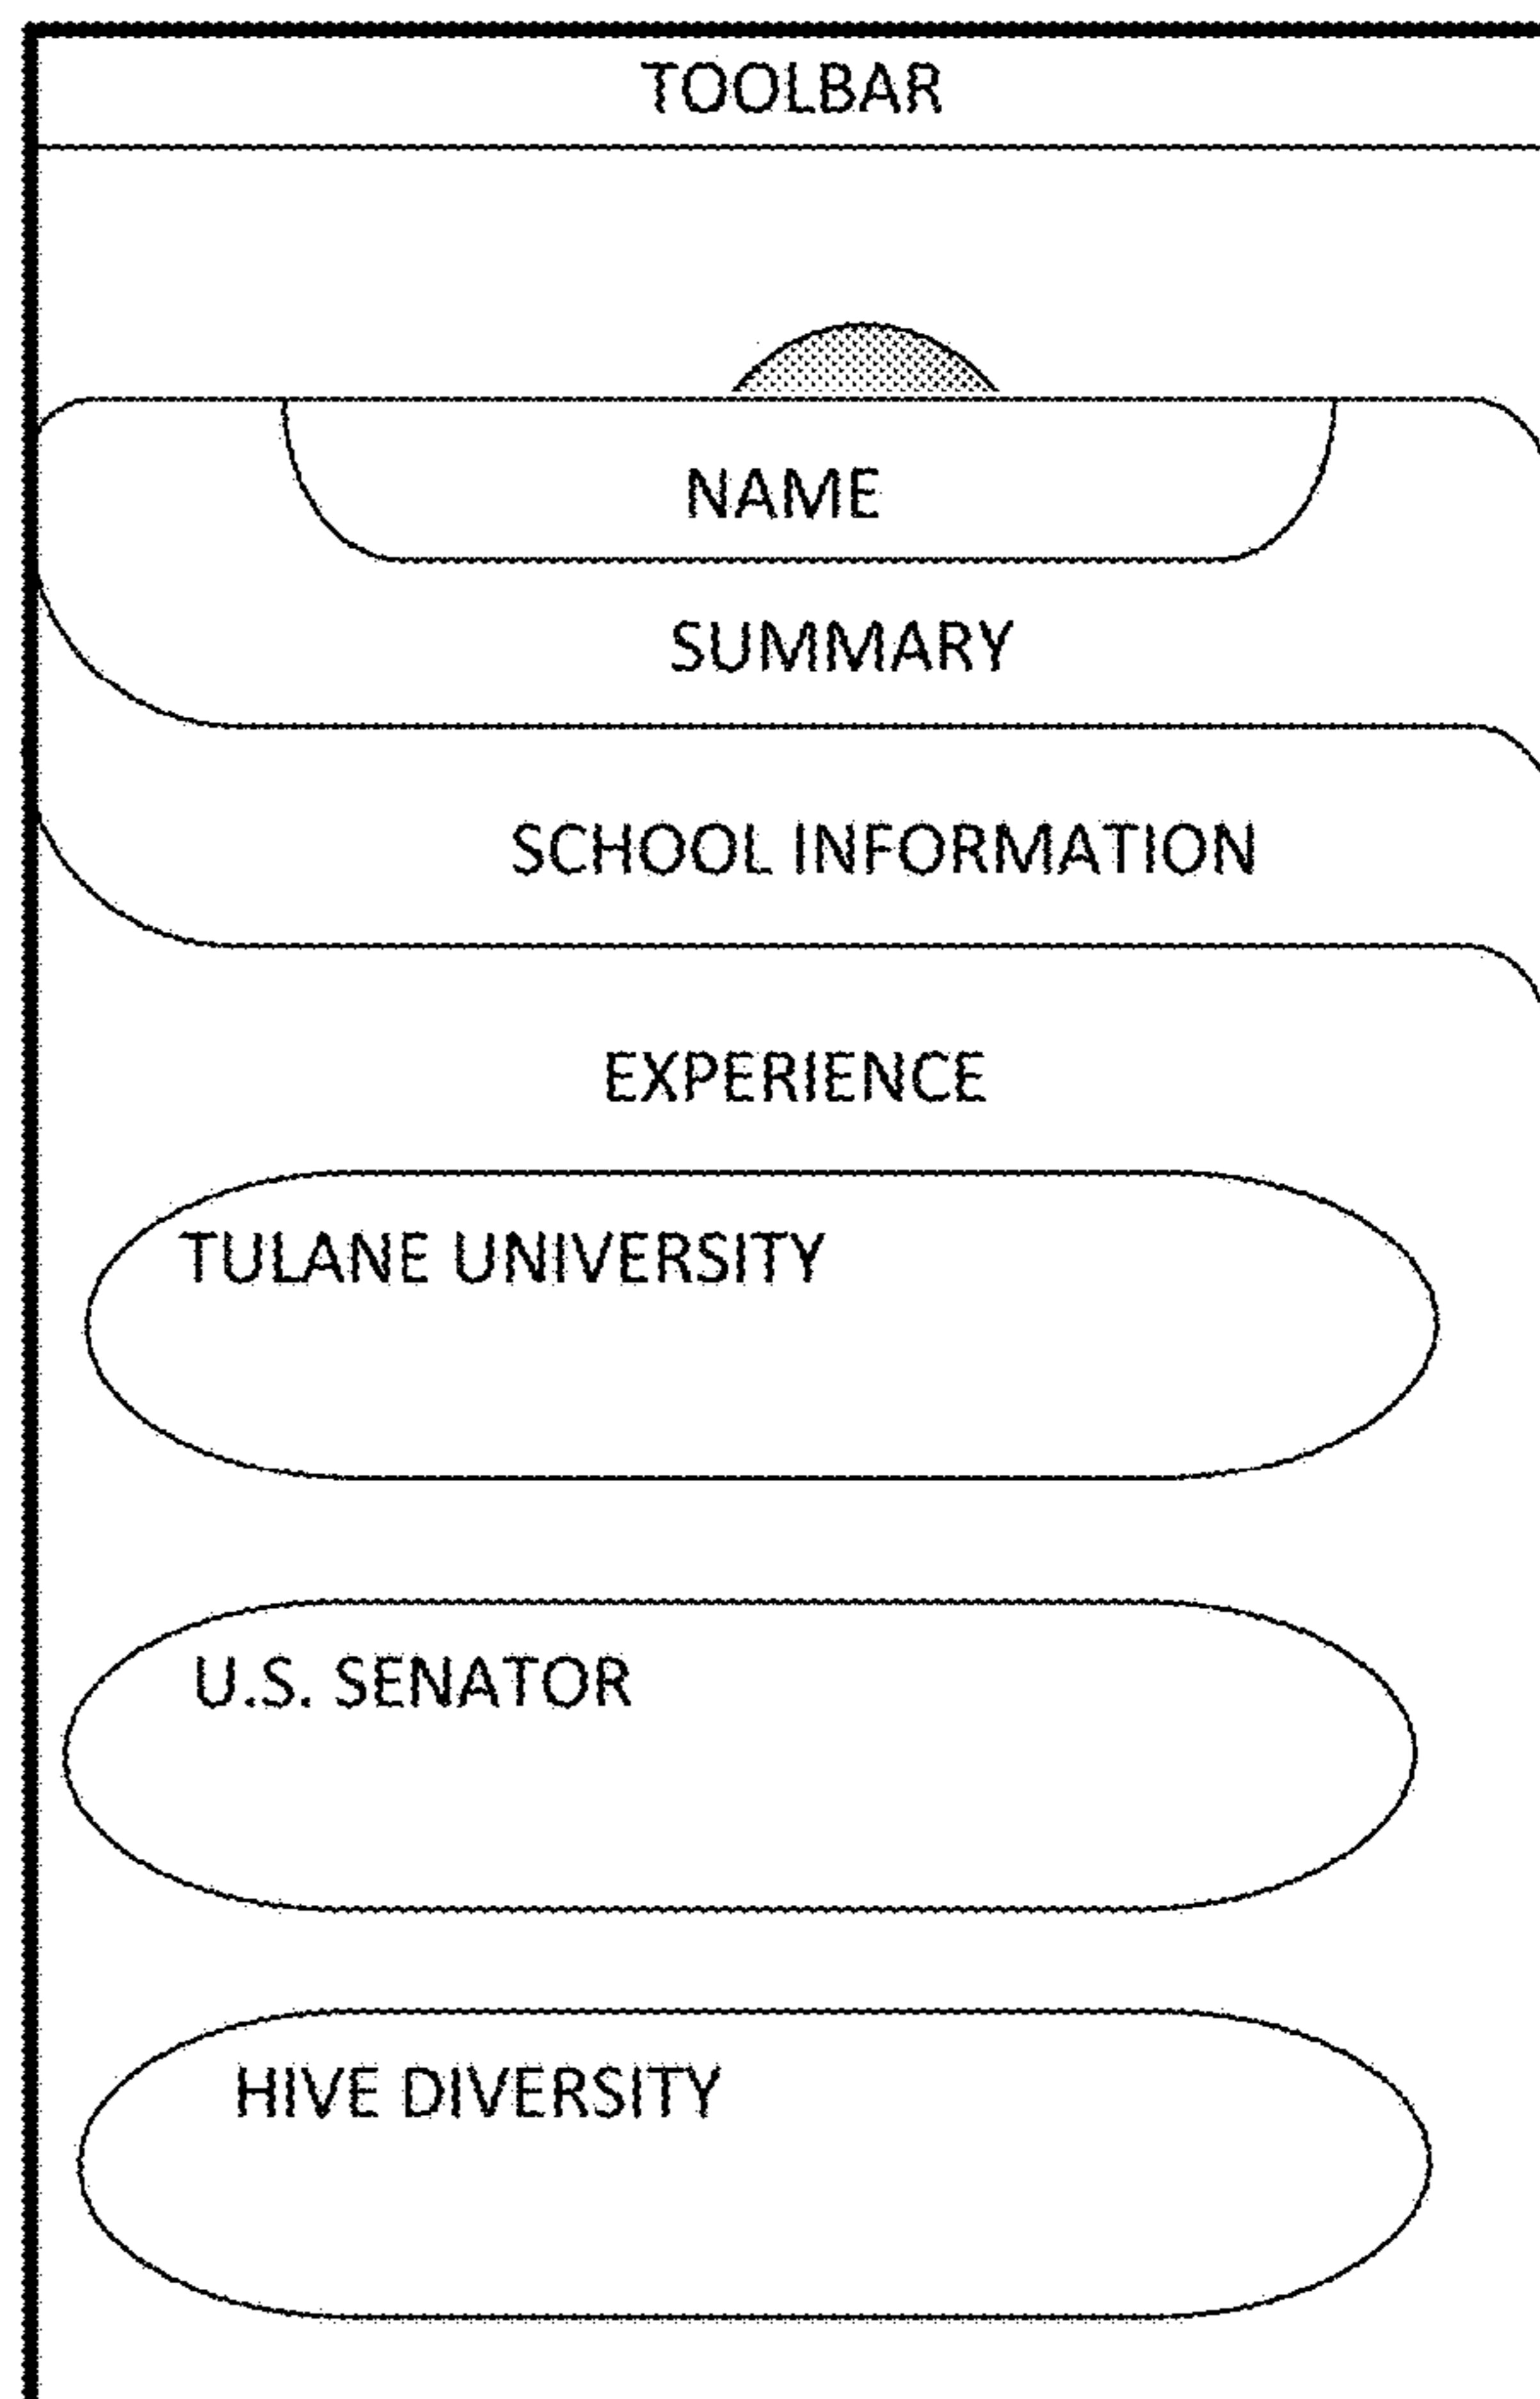 TOOLBAR
NAME
SUMMARY
SCHOOL INFORMATION
EXPERIENCE
TULANE UNIVERSITY
U.S. SENATOR
HIVE DIVERSITY